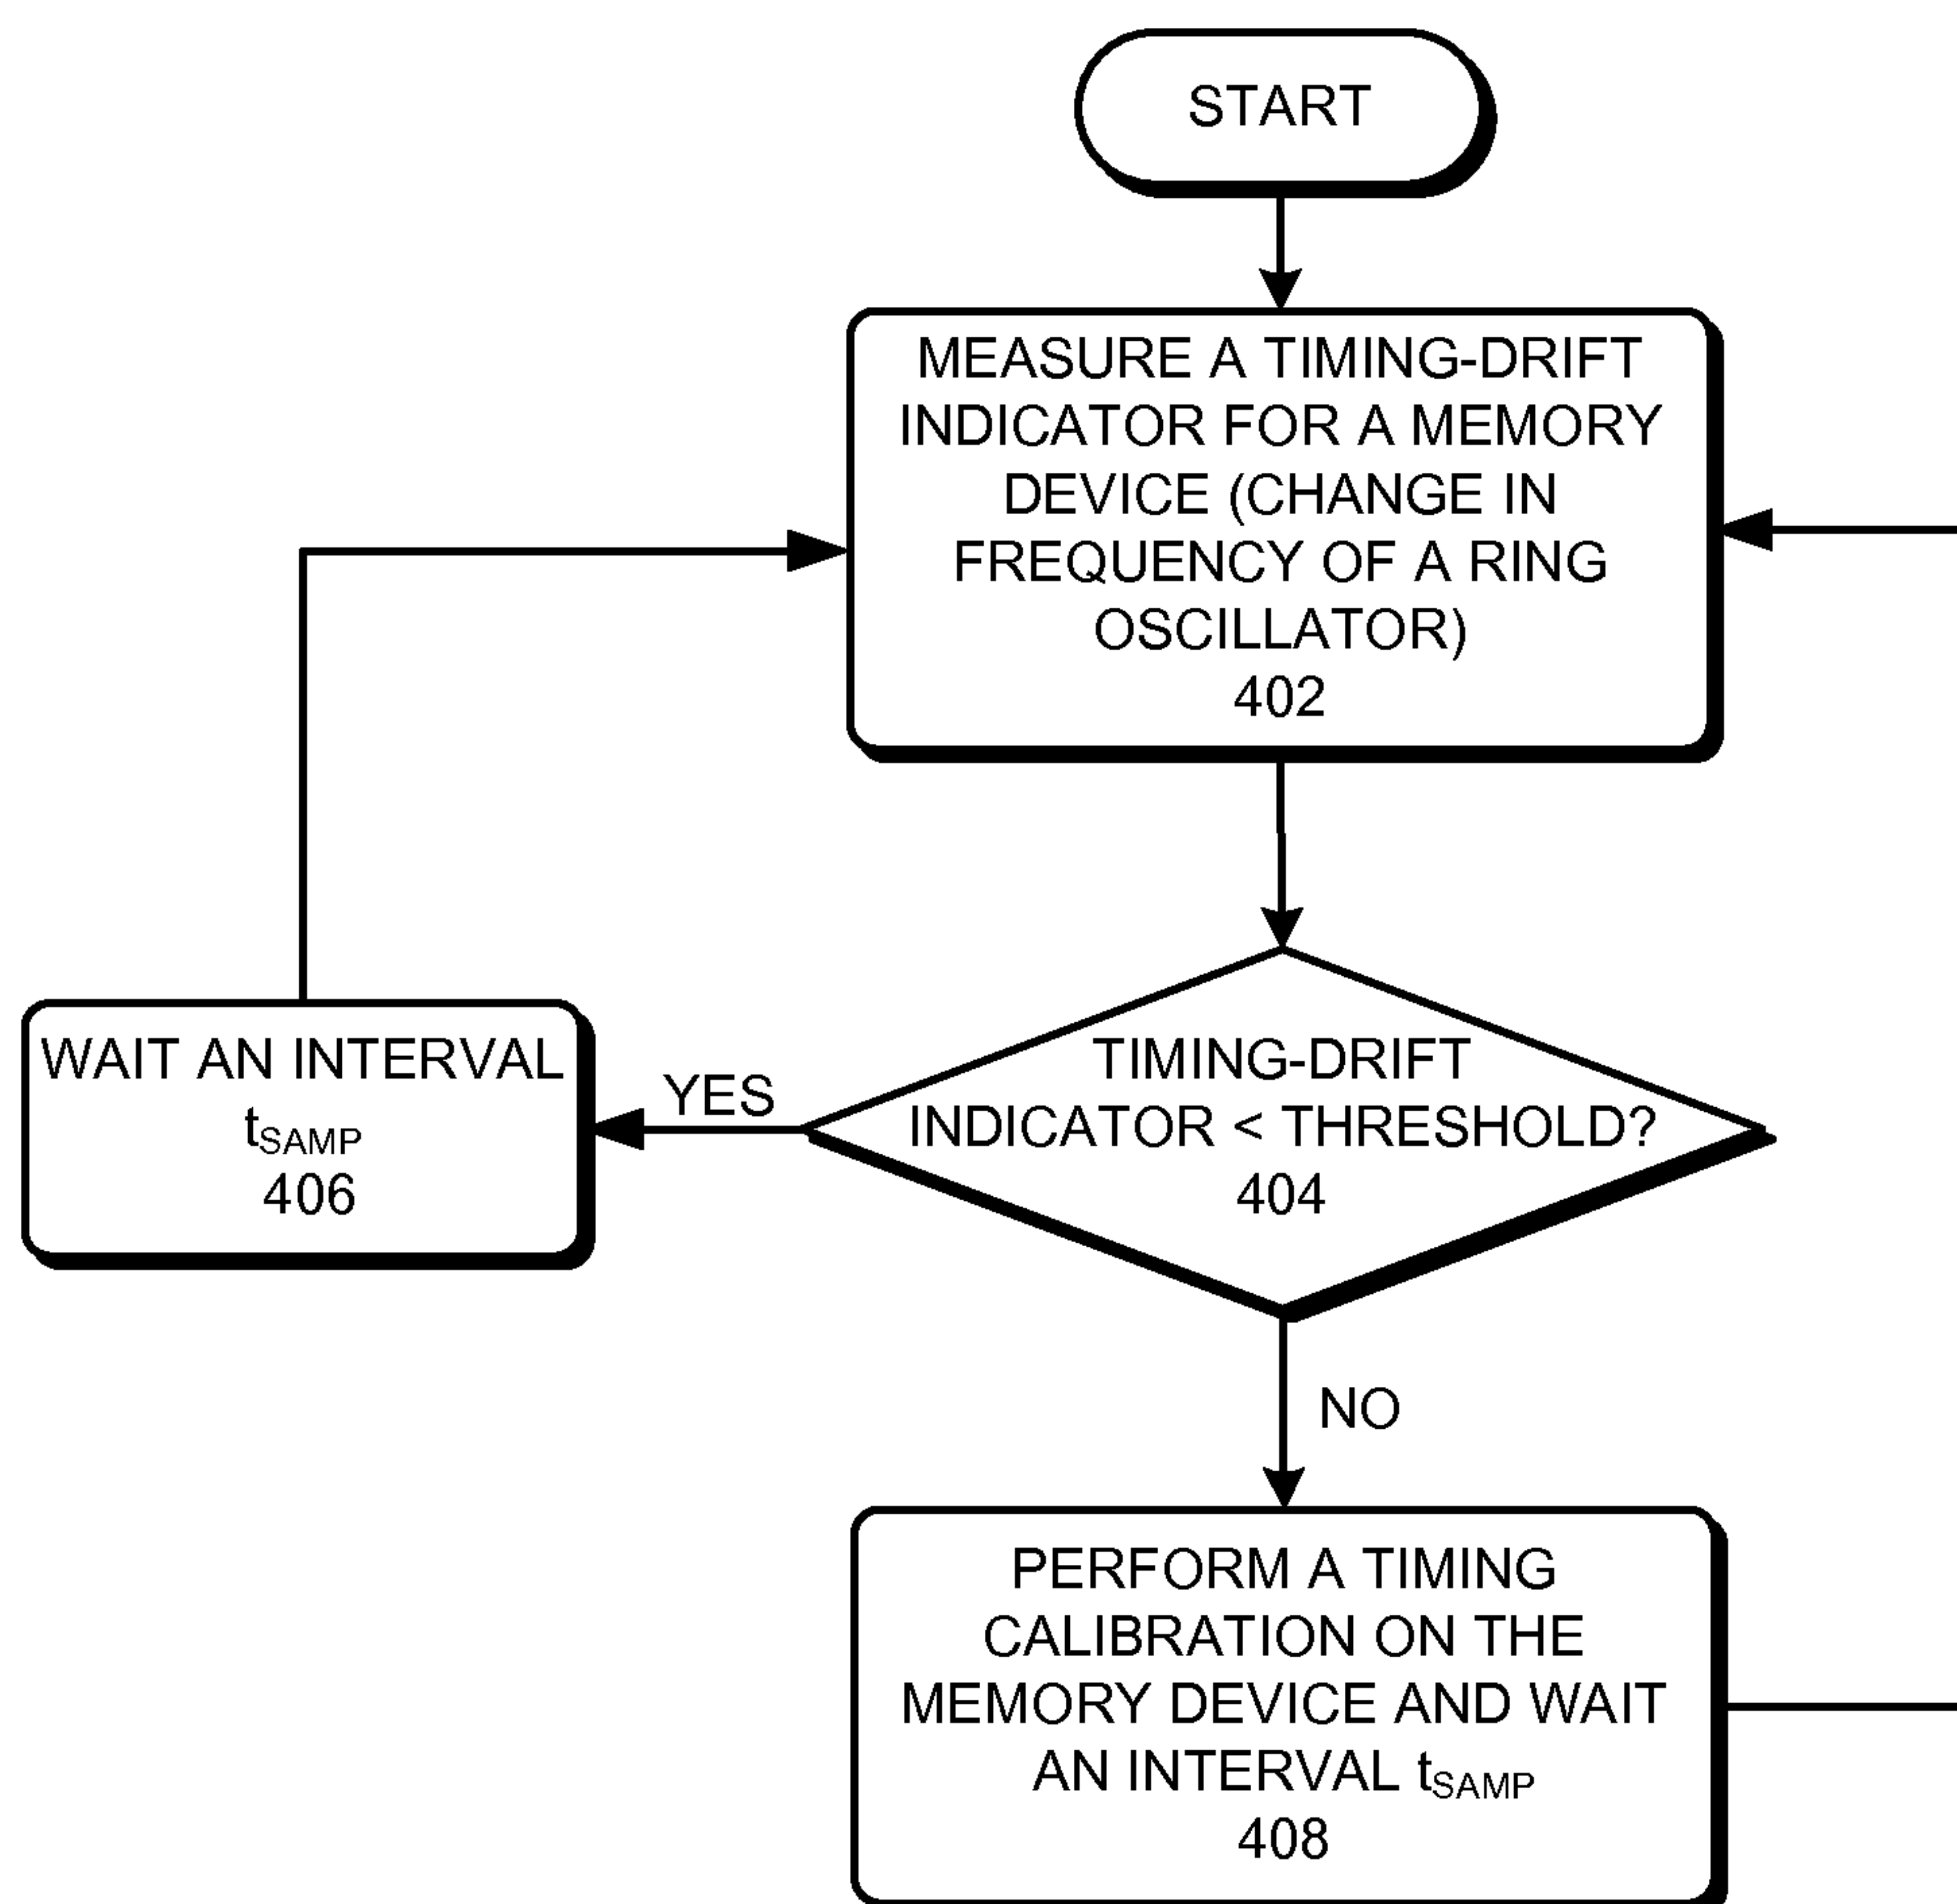 START
MEASURE A TIMING-DRIFT
INDICATOR FOR A MEMORY
DEVICE (CHANGE IN
FREQUENCY OF A RING
OSCILLATOR)
402
WAIT AN INTERVAL
tSAMP
406
YES
TIMING-DRIFT
INDICATOR < THRESHOLD?
404
NO
PERFORM A TIMING
CALIBRATION ON THE
MEMORY DEVICE AND WAIT
AN INTERVAL tSAMP
408